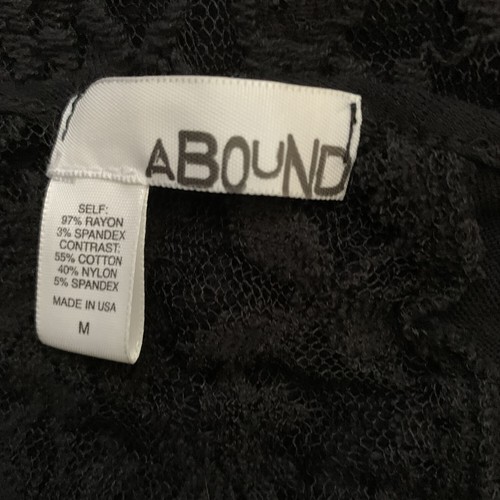 ABOUND
SELF:
97% RAYON
3% SPANDEX
CONTRAST:
55% COTTON
40% NYLON
5% SPANDEX
MADE IN USA
M